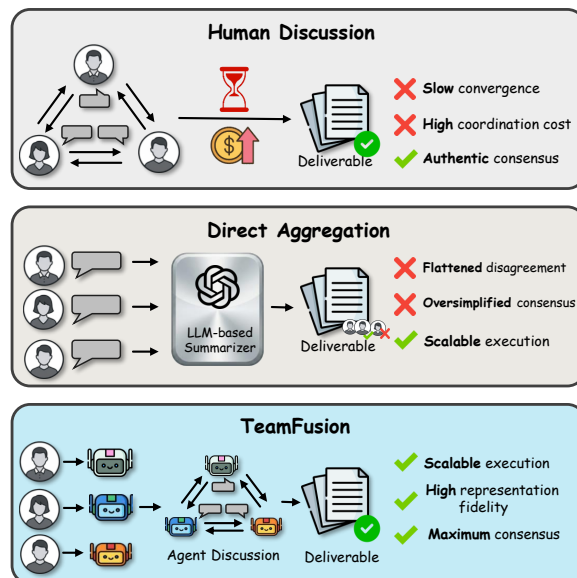 Human Discussion
Deliverable
Slow convergence
High coordination cost
Authentic consensus
Direct Aggregation
LLM-based
Summarizer
Deliverable
Flattened disagreement
Oversimplified consensus
Scalable execution
TeamFusion
Agent Discussion
Deliverable
Scalable execution
High representation
fidelity
Maximum consensus